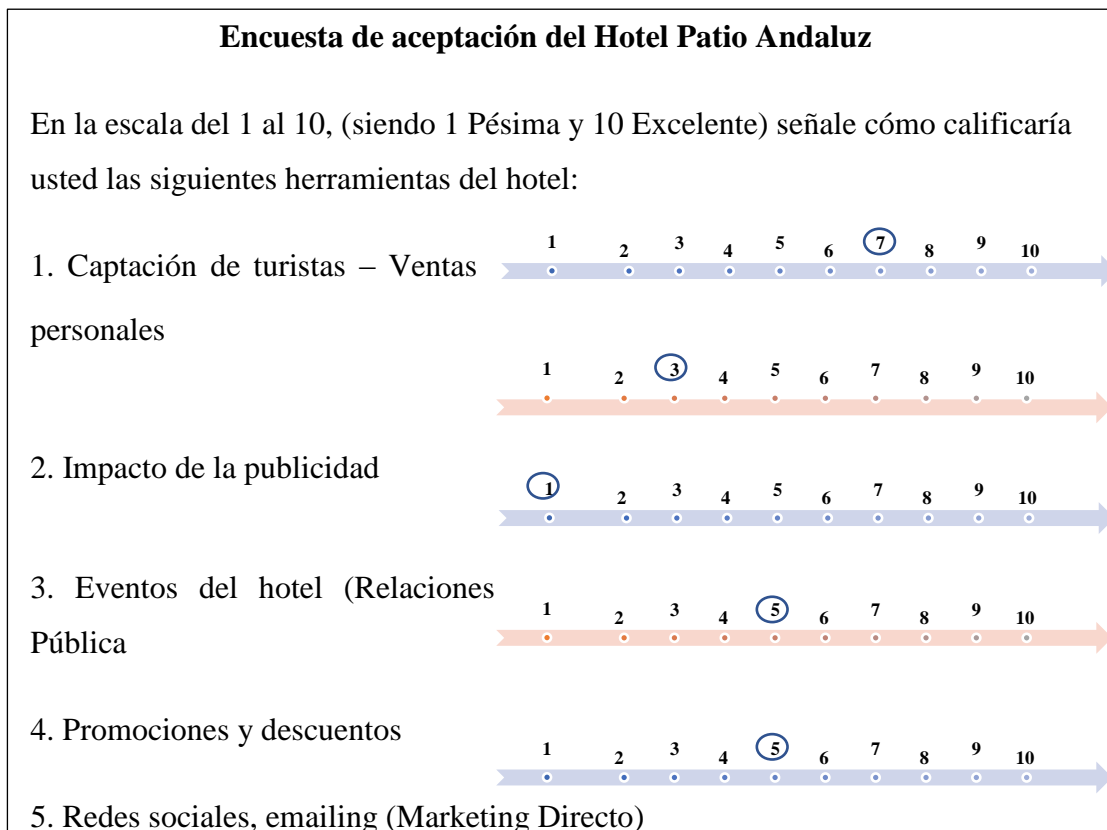 Encuesta de aceptación del Hotel Patio Andaluz
En la escala del 1 al 10, (siendo 1 Pésima y 10 Excelente) señale cómo calificaría
usted las siguientes herramientas del hotel:
1. Captación de turistas – Ventas
personales
1 2 3 4 5 6 7 8 9 10
1 2 3 4 5 6 7 8 9 10
2. Impacto de la publicidad
1 2 3 4 5 6 7 8 9 10
3. Eventos del hotel (Relaciones
Pública
1 2 3 4 5 6 7 8 9 10
4. Promociones y descuentos
1 2 3 4 5 6 7 8 9 10
5. Redes sociales, emailing (Marketing Directo)